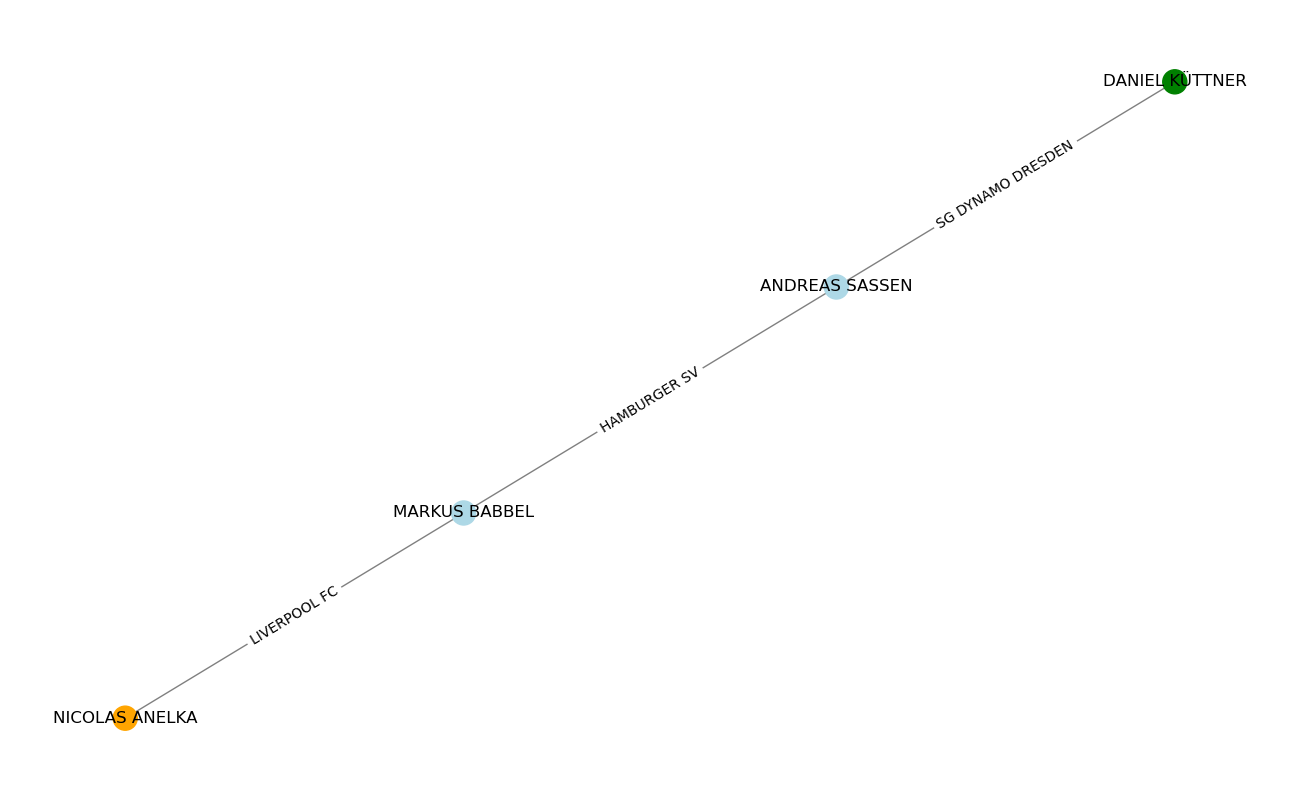 DANIEL KÜTTNER
SG DYNAMO DRESDEN
ANDREAS SASSEN
HAMBURGER SV
MARKUS BABBEL
LIVERPOOL FC
NICOLAS ANELKA